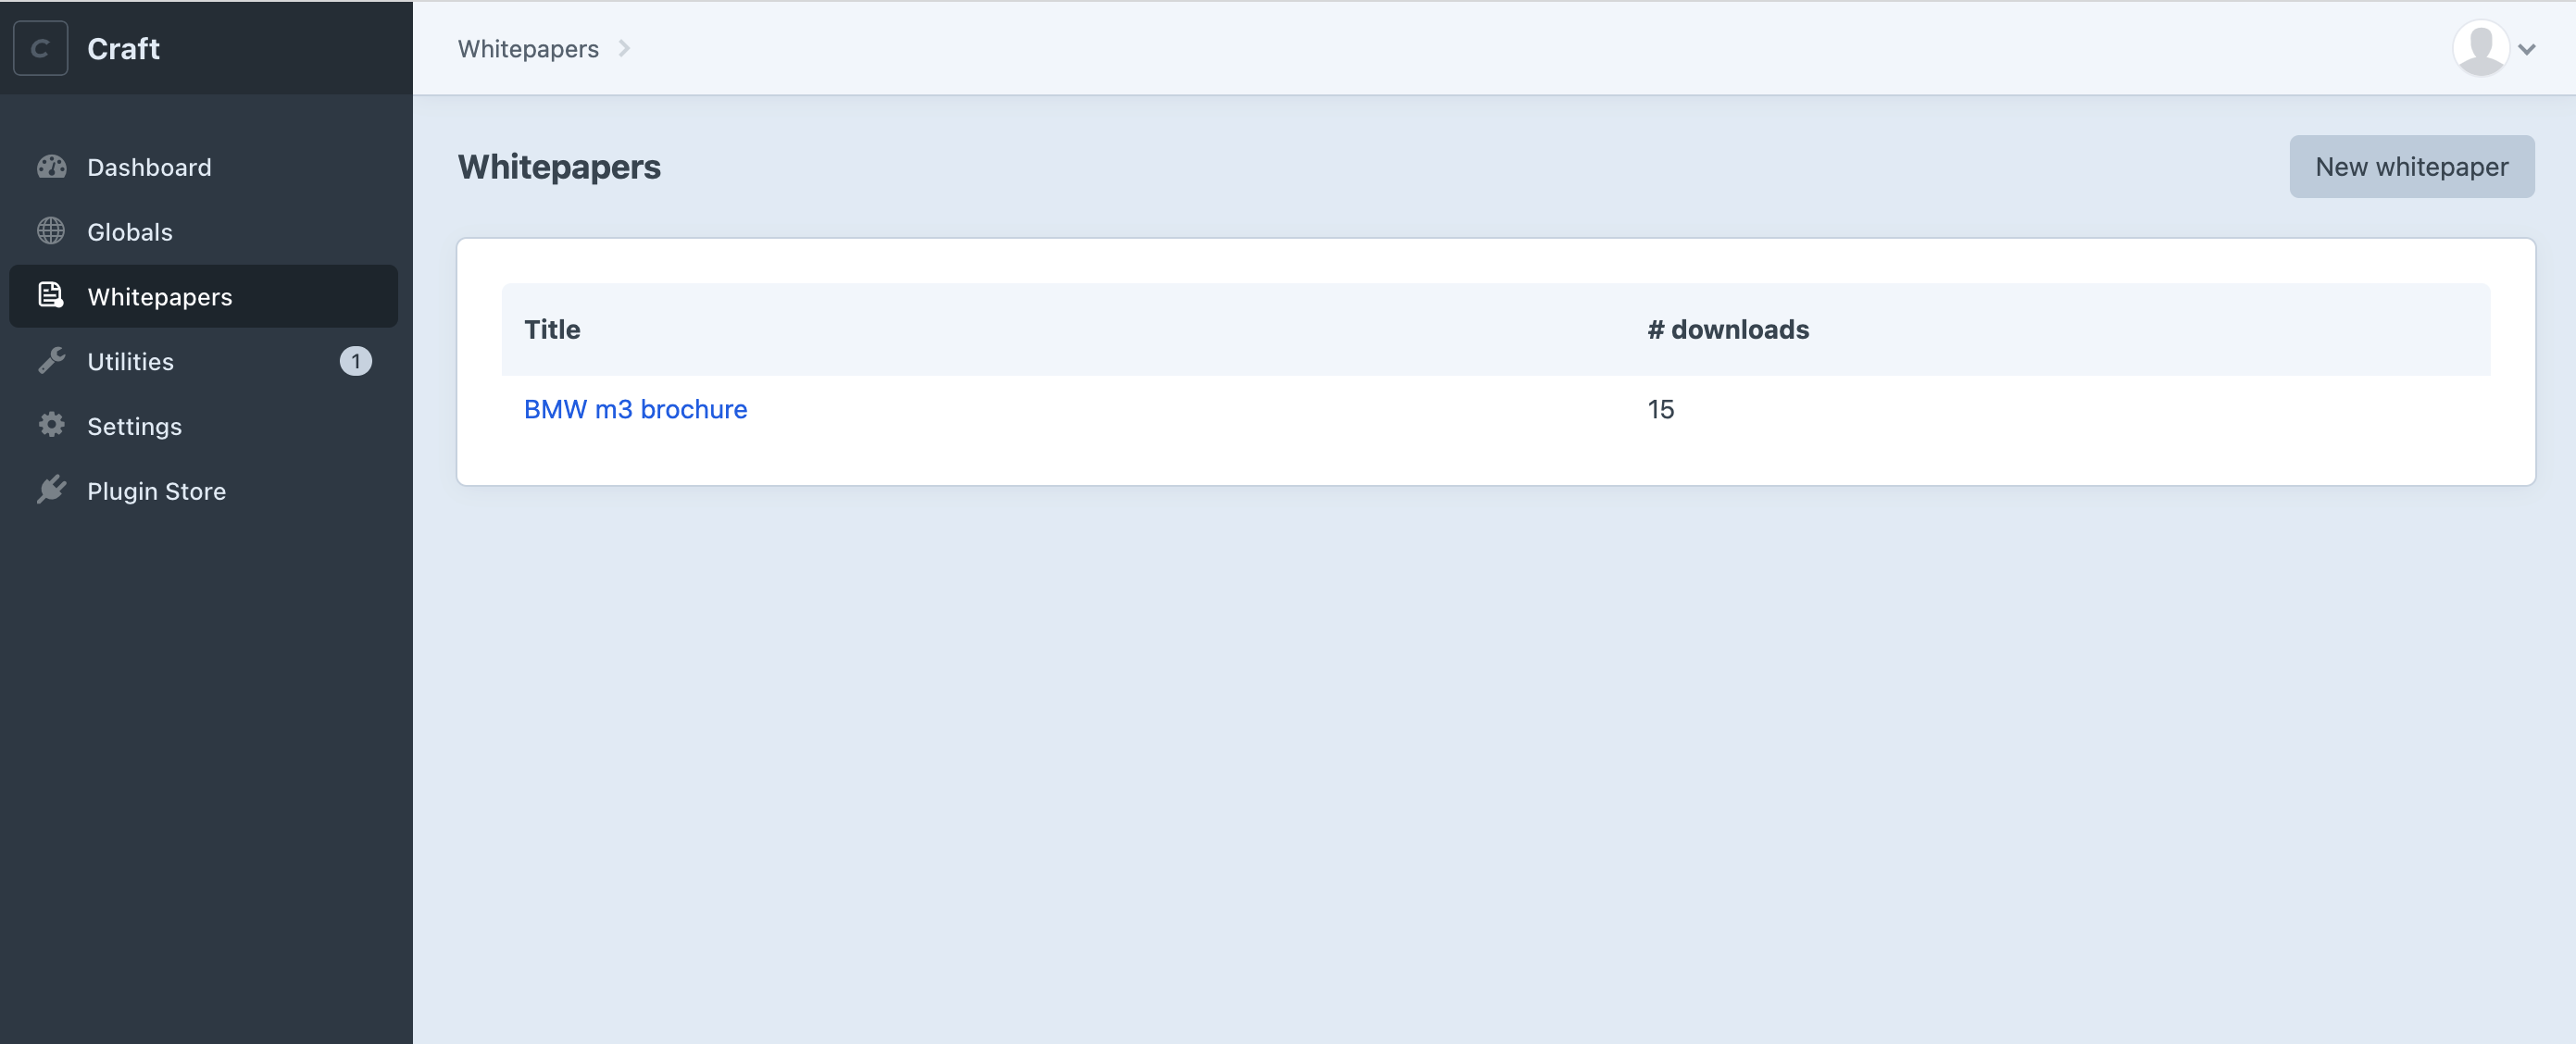 C Craft
Whitepapers
Dashboard
Globals
Whitepapers
Utilities 1
Settings
Plugin Store
Whitepapers
New whitepaper
Title # downloads
BMW m3 brochure 15